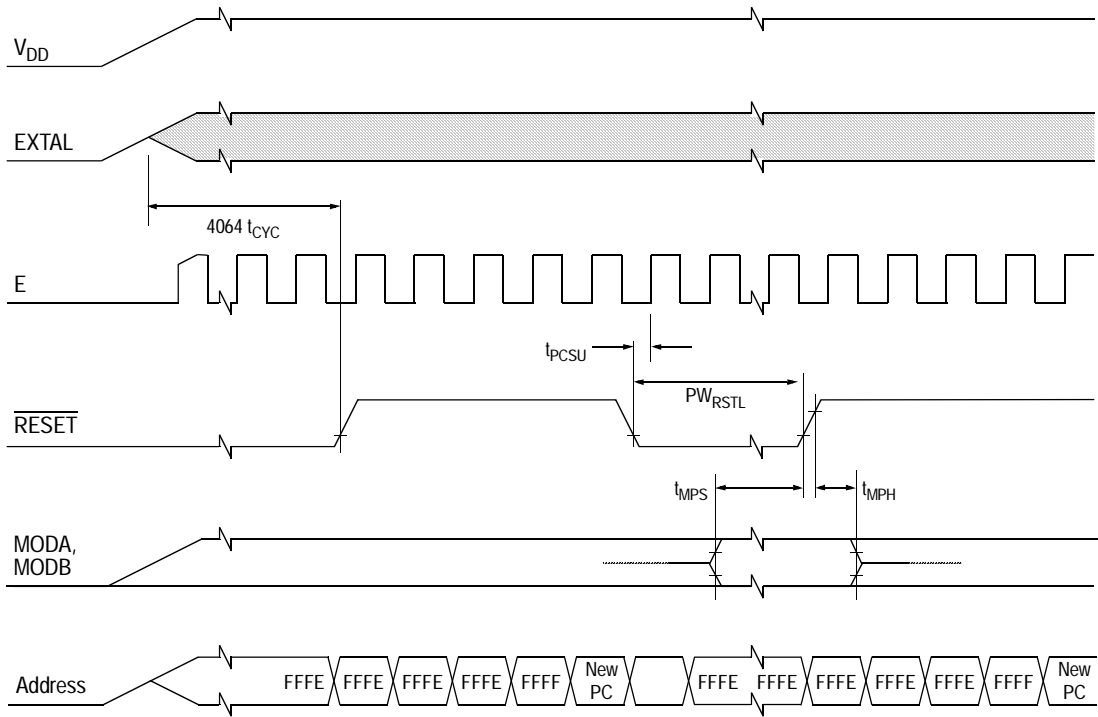 VDD
EXTAL
4064 tCYC
E
tPCSU
PWRSTL
RESET
tMPS
tMPH
MODA,
MODB
Address
FFFE FFFE FFFE FFFE FFFF New PC FFFE FFFE FFFE FFFE FFFE FFFF New PC